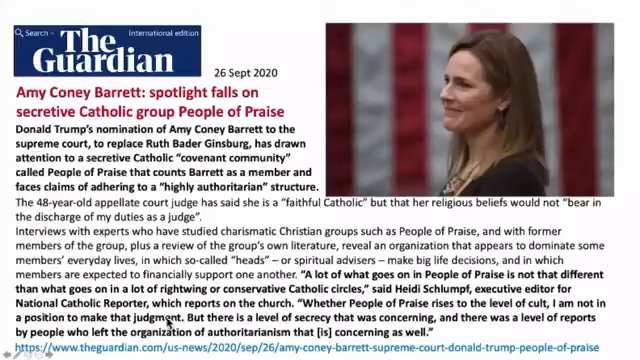 Search
International edition
The
Guardian
26 Sept 2020
Amy Coney Barrett: spotlight falls on
secretive Catholic group People of Praise
Donald Trump’s nomination of Amy Coney Barrett to the
supreme court, to replace Ruth Bader Ginsburg, has drawn
attention to a secretive Catholic “covenant community”
called People of Praise that counts Barrett as a member and
faces claims of adhering to a “highly authoritarian” structure.
The 48-year-old appellate court judge has said she is a “faithful Catholic” but that her religious beliefs would not “bear in
the discharge of my duties as a judge”.
Interviews with experts who have studied charismatic Christian groups such as People of Praise, and with former
members of the group, plus a review of the group’s own literature, reveal an organization that appears to dominate some
members’ everyday lives, in which so-called “heads” – or spiritual advisers – make big life decisions, and in which
members are expected to financially support one another. “A lot of what goes on in People of Praise is not that different
than what goes on in a lot of rightwing or conservative Catholic circles,” said Heidi Schlumpf, executive editor for
National Catholic Reporter, which reports on the church. “Whether People of Praise rises to the level of cult, I am not in
a position to make that judgment. But there is a level of secrecy that was concerning, and there was a level of reports
by people who left the organization of authoritarianism that [is] concerning as well.”
https://www.theguardian.com/us-news/2020/sep/26/amy-coney-barrett-supreme-court-donald-trump-people-of-praise